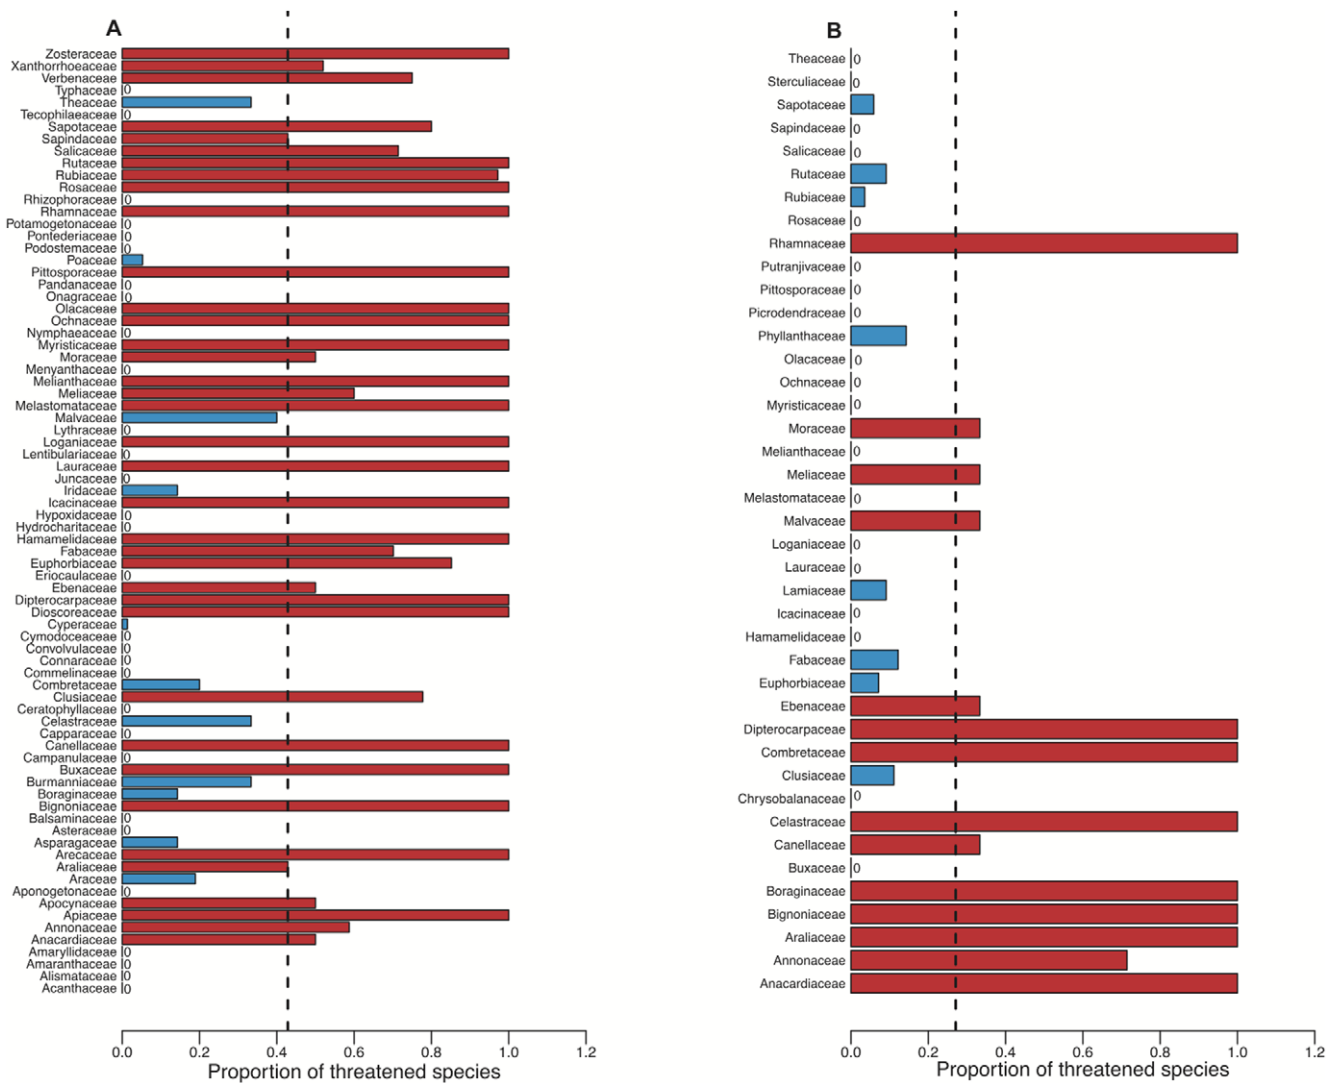 A
Zosteraceae
Xanthorrhoeaceae
Verbenaceae
Typhaceae 0
Theaceae
Tecophilaeaceae 0
Sapotaceae
Sapindaceae
Salicaceae
Rutaceae
Rubiaceae
Rosaceae
Rhizophoraceae 0
Rhamnaceae
Potamogetonaceae 0
Pontederiaceae 0
Podostemaceae 0
Poaceae
Pittosporaceae
Pandanaceae 0
Onagraceae 0
Olacaceae
Ochnaceae
Nymphaeaceae 0
Myristicaceae
Moraceae
Menyanthaceae 0
Melianthaceae
Meliaceae
Melastomataceae
Malvaceae
Lythraceae 0
Loganiaceae
Lentibulariaceae 0
Lauraceae
Juncaceae 0
Iridaceae
Icacinaceae
Hypoxidaceae 0
Hydrocharitaceae 0
Hamamelidaceae
Fabaceae
Euphorbiaceae
Eriocaulaceae 0
Ebenaceae
Dipterocarpaceae
Dioscoreaceae
Cyperaceae
Cymodoceaceae 0
Convolvulaceae 0
Connaraceae 0
Commelinaceae 0
Combretaceae
Clusiaceae
Ceratophyllaceae 0
Celastraceae
Capparaceae 0
Canellaceae
Campanulaceae 0
Buxaceae
Burmanniaceae
Boraginaceae
Bignoniaceae
Balsaminaceae 0
Asteraceae 0
Asparagaceae
Arecaceae
Araliaceae
Araceae
Aponogetonaceae 0
Apocynaceae
Apiaceae
Annonaceae
Anacardiaceae
Amaryllidaceae 0
Amaranthaceae 0
Alismataceae 0
Acanthaceae 0
0.0 0.2 0.4 0.6 0.8 1.0 1.2
Proportion of threatened species
B
Theaceae 0
Sterculiaceae 0
Sapotaceae
Sapindaceae 0
Salicaceae 0
Rutaceae
Rubiaceae
Rosaceae 0
Rhamnaceae
Putranjivaceae 0
Pittosporaceae 0
Picrodendraceae 0
Phyllanthaceae
Olacaceae 0
Ochnaceae 0
Myristicaceae 0
Moraceae
Melianthaceae 0
Meliaceae
Melastomataceae 0
Malvaceae
Loganiaceae 0
Lauraceae 0
Lamiaceae
Icacinaceae 0
Hamamelidaceae 0
Fabaceae
Euphorbiaceae
Ebenaceae
Dipterocarpaceae
Combretaceae
Clusiaceae
Chrysobalanaceae 0
Celastraceae
Canellaceae
Buxaceae 0
Boraginaceae
Bignoniaceae
Araliaceae
Annonaceae
Anacardiaceae
0.0 0.2 0.4 0.6 0.8 1.0 1.2
Proportion of threatened species